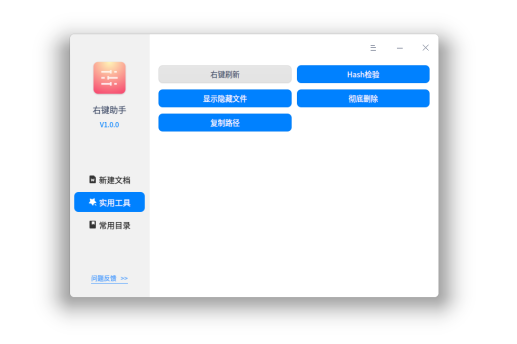 右键助手
V1.0.0
新建文档
实用工具
常用目录
问题反馈 >>
右键刷新
Hash检验
显示隐藏文件
彻底删除
复制路径